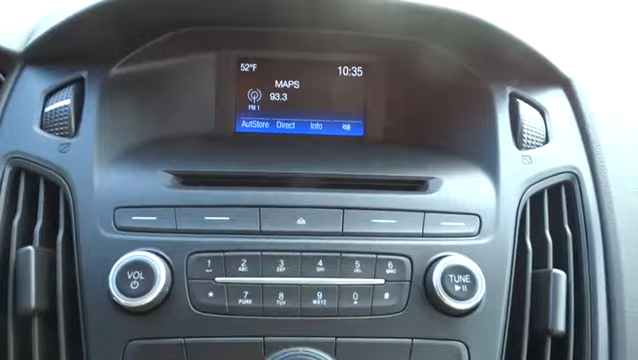 52°F 10:35
MAPS
93.3
FM 1
AutStore Direct Info
VOL
TUNE
1 2 ABC 3 DEF 4 GHI 5 JKL 6 MNO
* 7 PQRS 8 TUV 9 WXYZ 0 #